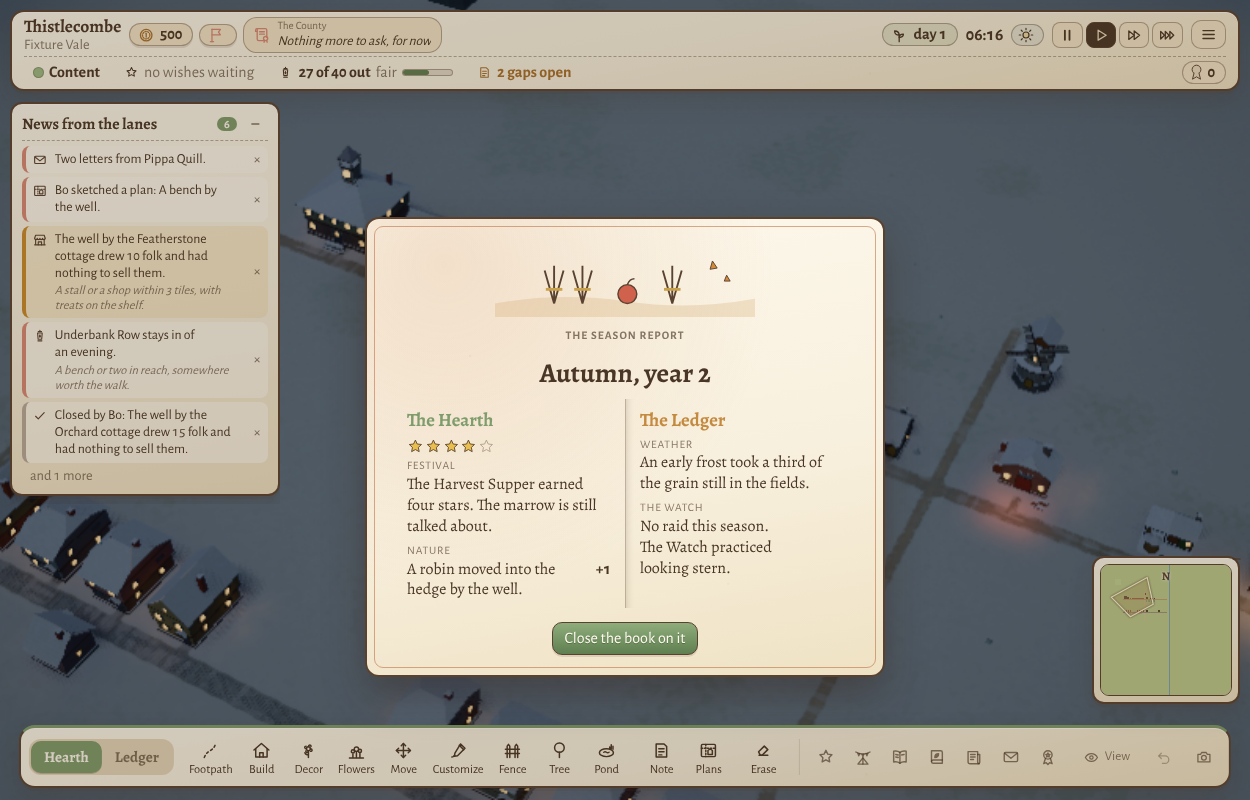 Thistlecombe
Fixture Vale
500
The County
Nothing more to ask, for now
day 1
06:16
Content
no wishes waiting
27 of 40 out fair
2 gaps open
0
News from the lanes
6
Two letters from Pippa Quill.
Bo sketched a plan: A bench by
the well.
The well by the Featherstone
cottage drew 10 folk and had
nothing to sell them.
A stall or a shop within 3 tiles, with
treats on the shelf.
Underbank Row stays in of
an evening.
A bench or two in reach, somewhere
worth the walk.
Closed by Bo: The well by the
Orchard cottage drew 15 folk and
had nothing to sell them.
and 1 more
THE SEASON REPORT
Autumn, year 2
The Hearth
FESTIVAL
The Harvest Supper earned
four stars. The marrow is still
talked about.
NATURE
A robin moved into the
hedge by the well.
+1
The Ledger
WEATHER
An early frost took a third of
the grain still in the fields.
THE WATCH
No raid this season.
The Watch practiced
looking stern.
Close the book on it
N
Hearth
Ledger
Footpath
Build
Decor
Flowers
Move
Customize
Fence
Tree
Pond
Note
Plans
Erase
View